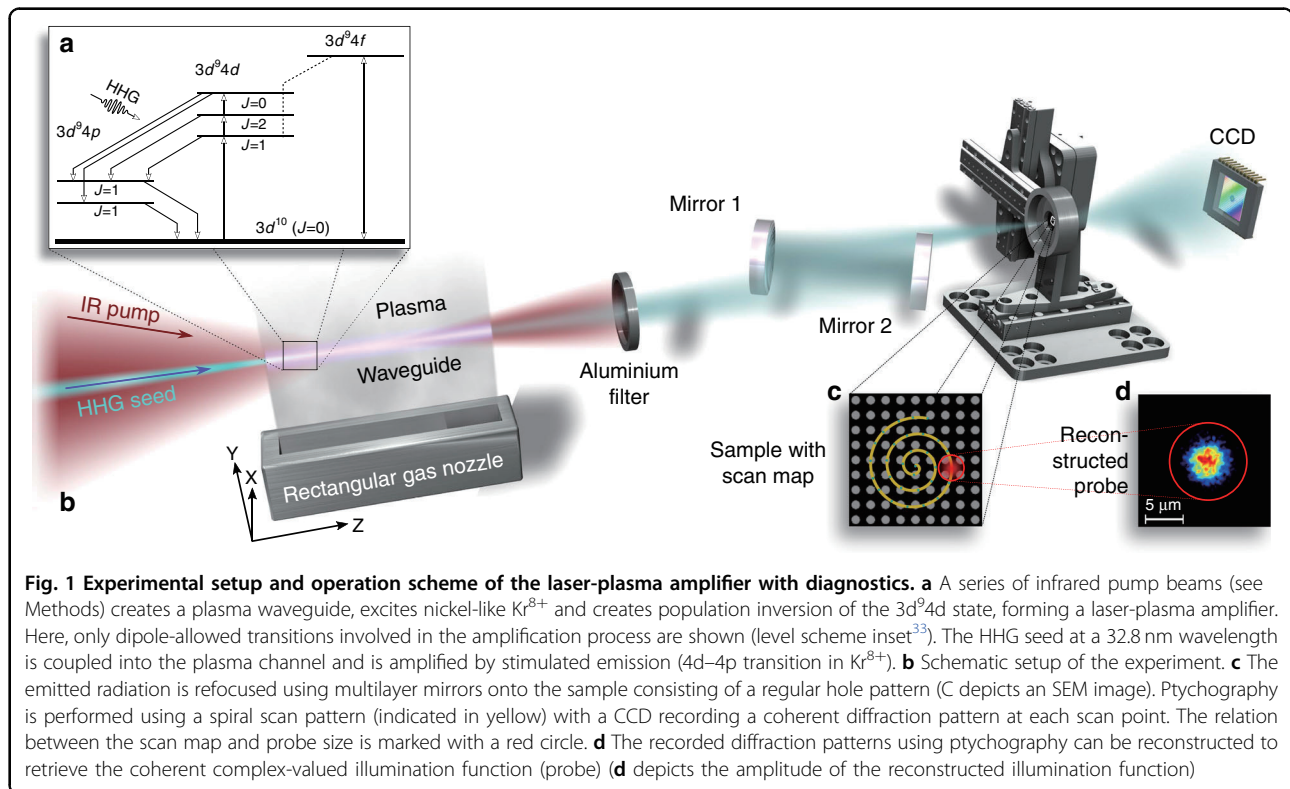 a
3d⁹4f
3d⁹4d
HHG
J=0
3d⁹4p
J=2
J=1
J=1
J=1
3d¹⁰ (J=0)
CCD
Mirror 1
IR pump
Plasma
Mirror 2
Waveguide
HHG seed
Aluminium
filter
c
d
Sample with
scan map
Recon-
structed
probe
5 μm
Y
X
Z
Rectangular gas nozzle
b
Fig. 1 Experimental setup and operation scheme of the laser-plasma amplifier with diagnostics. a A series of infrared pump beams (see
Methods) creates a plasma waveguide, excites nickel-like Kr⁸⁺ and creates population inversion of the 3d⁹4d state, forming a laser-plasma amplifier.
Here, only dipole-allowed transitions involved in the amplification process are shown (level scheme inset³³). The HHG seed at a 32.8 nm wavelength
is coupled into the plasma channel and is amplified by stimulated emission (4d–4p transition in Kr⁸⁺). b Schematic setup of the experiment. c The
emitted radiation is refocused using multilayer mirrors onto the sample consisting of a regular hole pattern (C depicts an SEM image). Ptychography
is performed using a spiral scan pattern (indicated in yellow) with a CCD recording a coherent diffraction pattern at each scan point. The relation
between the scan map and probe size is marked with a red circle. d The recorded diffraction patterns using ptychography can be reconstructed to
retrieve the coherent complex-valued illumination function (probe) (d depicts the amplitude of the reconstructed illumination function)